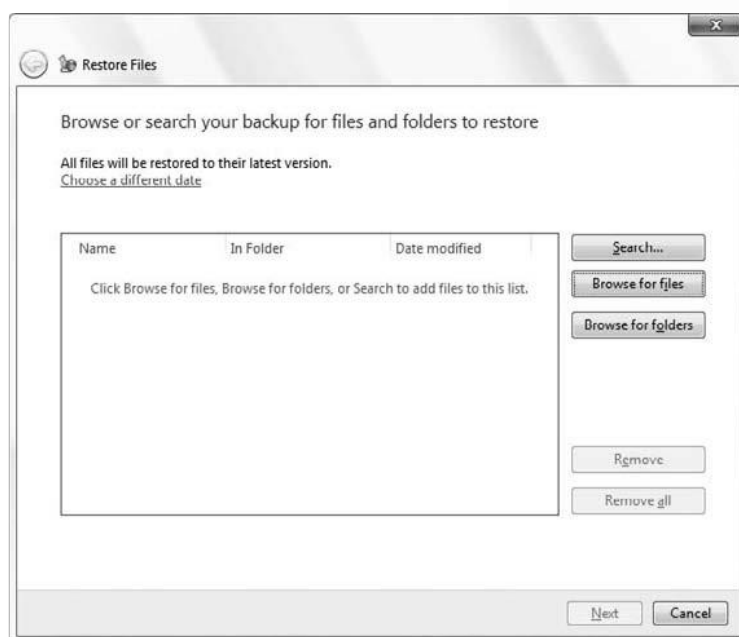 Restore Files
Browse or search your backup for files and folders to restore
All files will be restored to their latest version.
Choose a different date
Name In Folder Date modified
Click Browse for files, Browse for folders, or Search to add files to this list.
Search...
Browse for files
Browse for folders
Remove
Remove all
Next Cancel